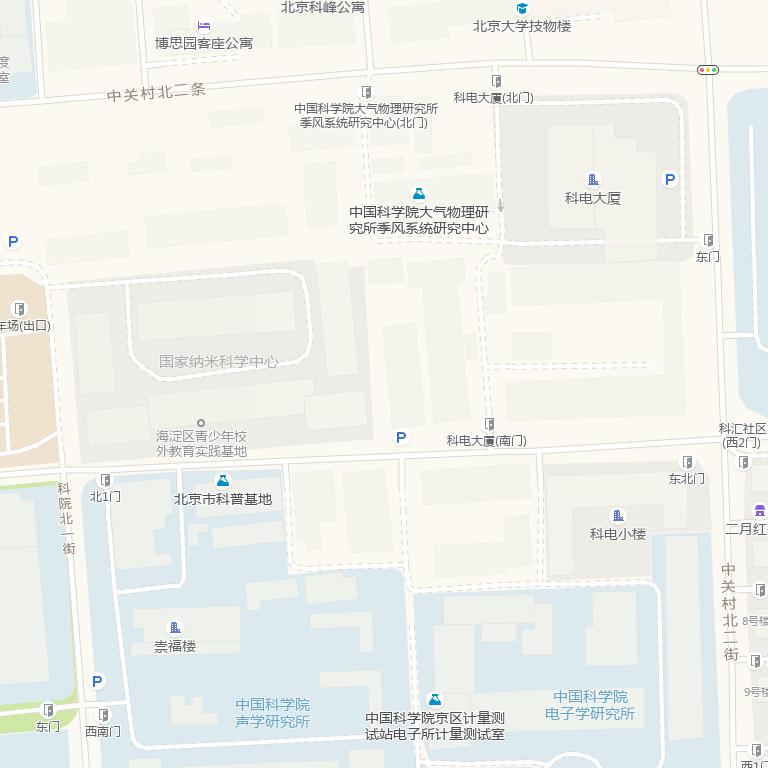 北京科峰公寓
博思园客座公寓
北京大学技物楼
度
室
中关村北二条
中国科学院大气物理研究所
季风系统研究中心(北门)
科电大厦(北门)
P
科电大厦
中国科学院大气物理研
究所季风系统研究中心
P
东门
车场(出口)
国家纳米科学中心
海淀区青少年校
外教育实践基地
P
科电大厦(南门)
科汇社区
(西2门)
北1门
北京市科普基地
东北门
科院北一街
科电小楼
二月红
中关村北二街
8号楼
崇福楼
9号楼
P
中国科学院
声学研究所
中国科学院
电子学研究所
东门
西南门
中国科学院京区计量测
试站电子所计量测试室
西1门